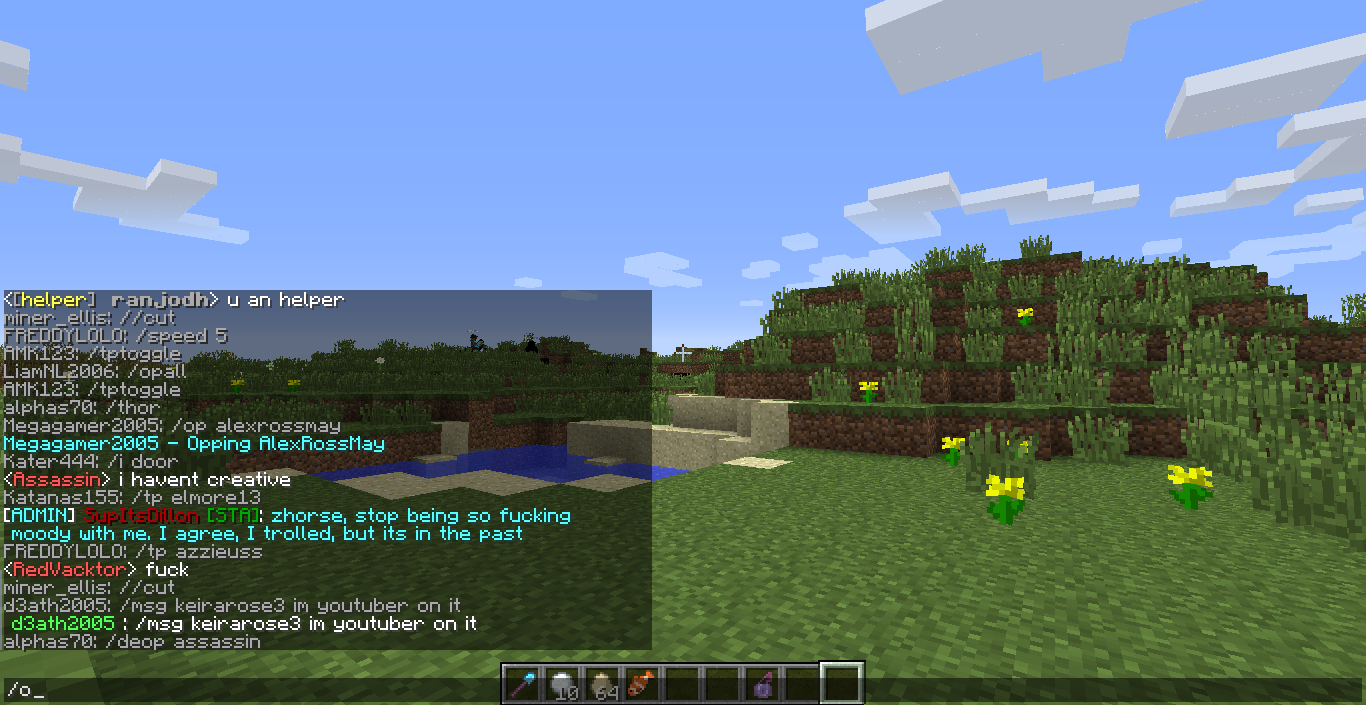 <[helper] ranjodh> u an helper
miner_ellis: //cut
FREDDYLOLO: /speed 5
AMK123: /tptoggle
LiamNL2006: /opall
AMK123: /tptoggle
alphas70: /thor
Megagamer2005: /op alexrossmay
Megagamer2005 - Opping AlexRossMay
Kater444: /i door
<Assassin> i havent creative
Katanas155: /tp elmore13
[ADMIN] SupItsDillon [STA]: zhorse, stop being so fucking
moody with me. I agree, I trolled, but its in the past
FREDDYLOLO: /tp azzieuss
<RedVacktor> fuck
miner_ellis: //cut
d3ath2005: /msg keirarose3 im youtuber on it
d3ath2005 : /msg keirarose3 im youtuber on it
alphas70: /deop assassin
/o_
10 64